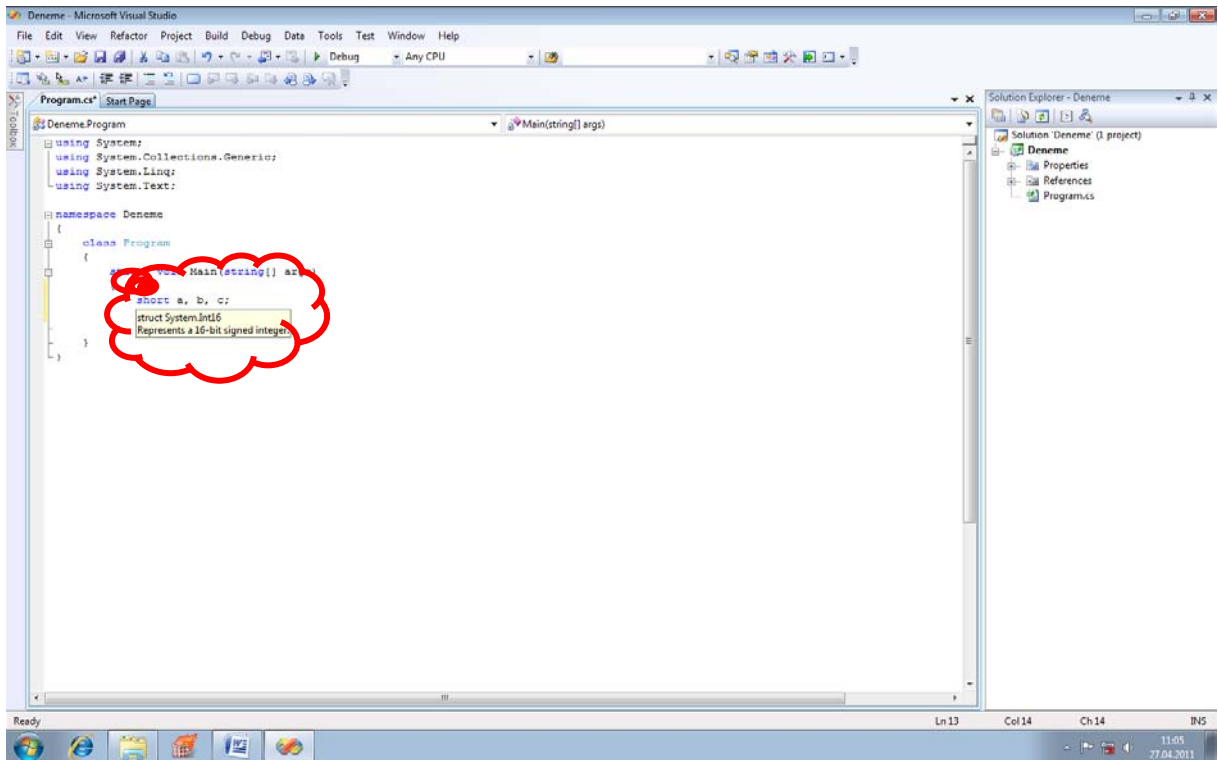 Deneme - Microsoft Visual Studio
File Edit View Refactor Project Build Debug Data Tools Test Window Help
Debug Any CPU
Program.cs* Start Page
Deneme.Program Main(string[] args)
using System;
using System.Collections.Generic;
using System.Linq;
using System.Text;
namespace Deneme
{
class Program
{
Main(string[] args)
short a, b, c;
struct System.Int16
Represents a 16-bit signed integer.
}
}
Toolbox
Solution Explorer - Deneme
Solution 'Deneme' (1 project)
Deneme
Properties
References
Program.cs
Ready Ln 13 Col 14 Ch 14 INS
11:05
27.04.2011